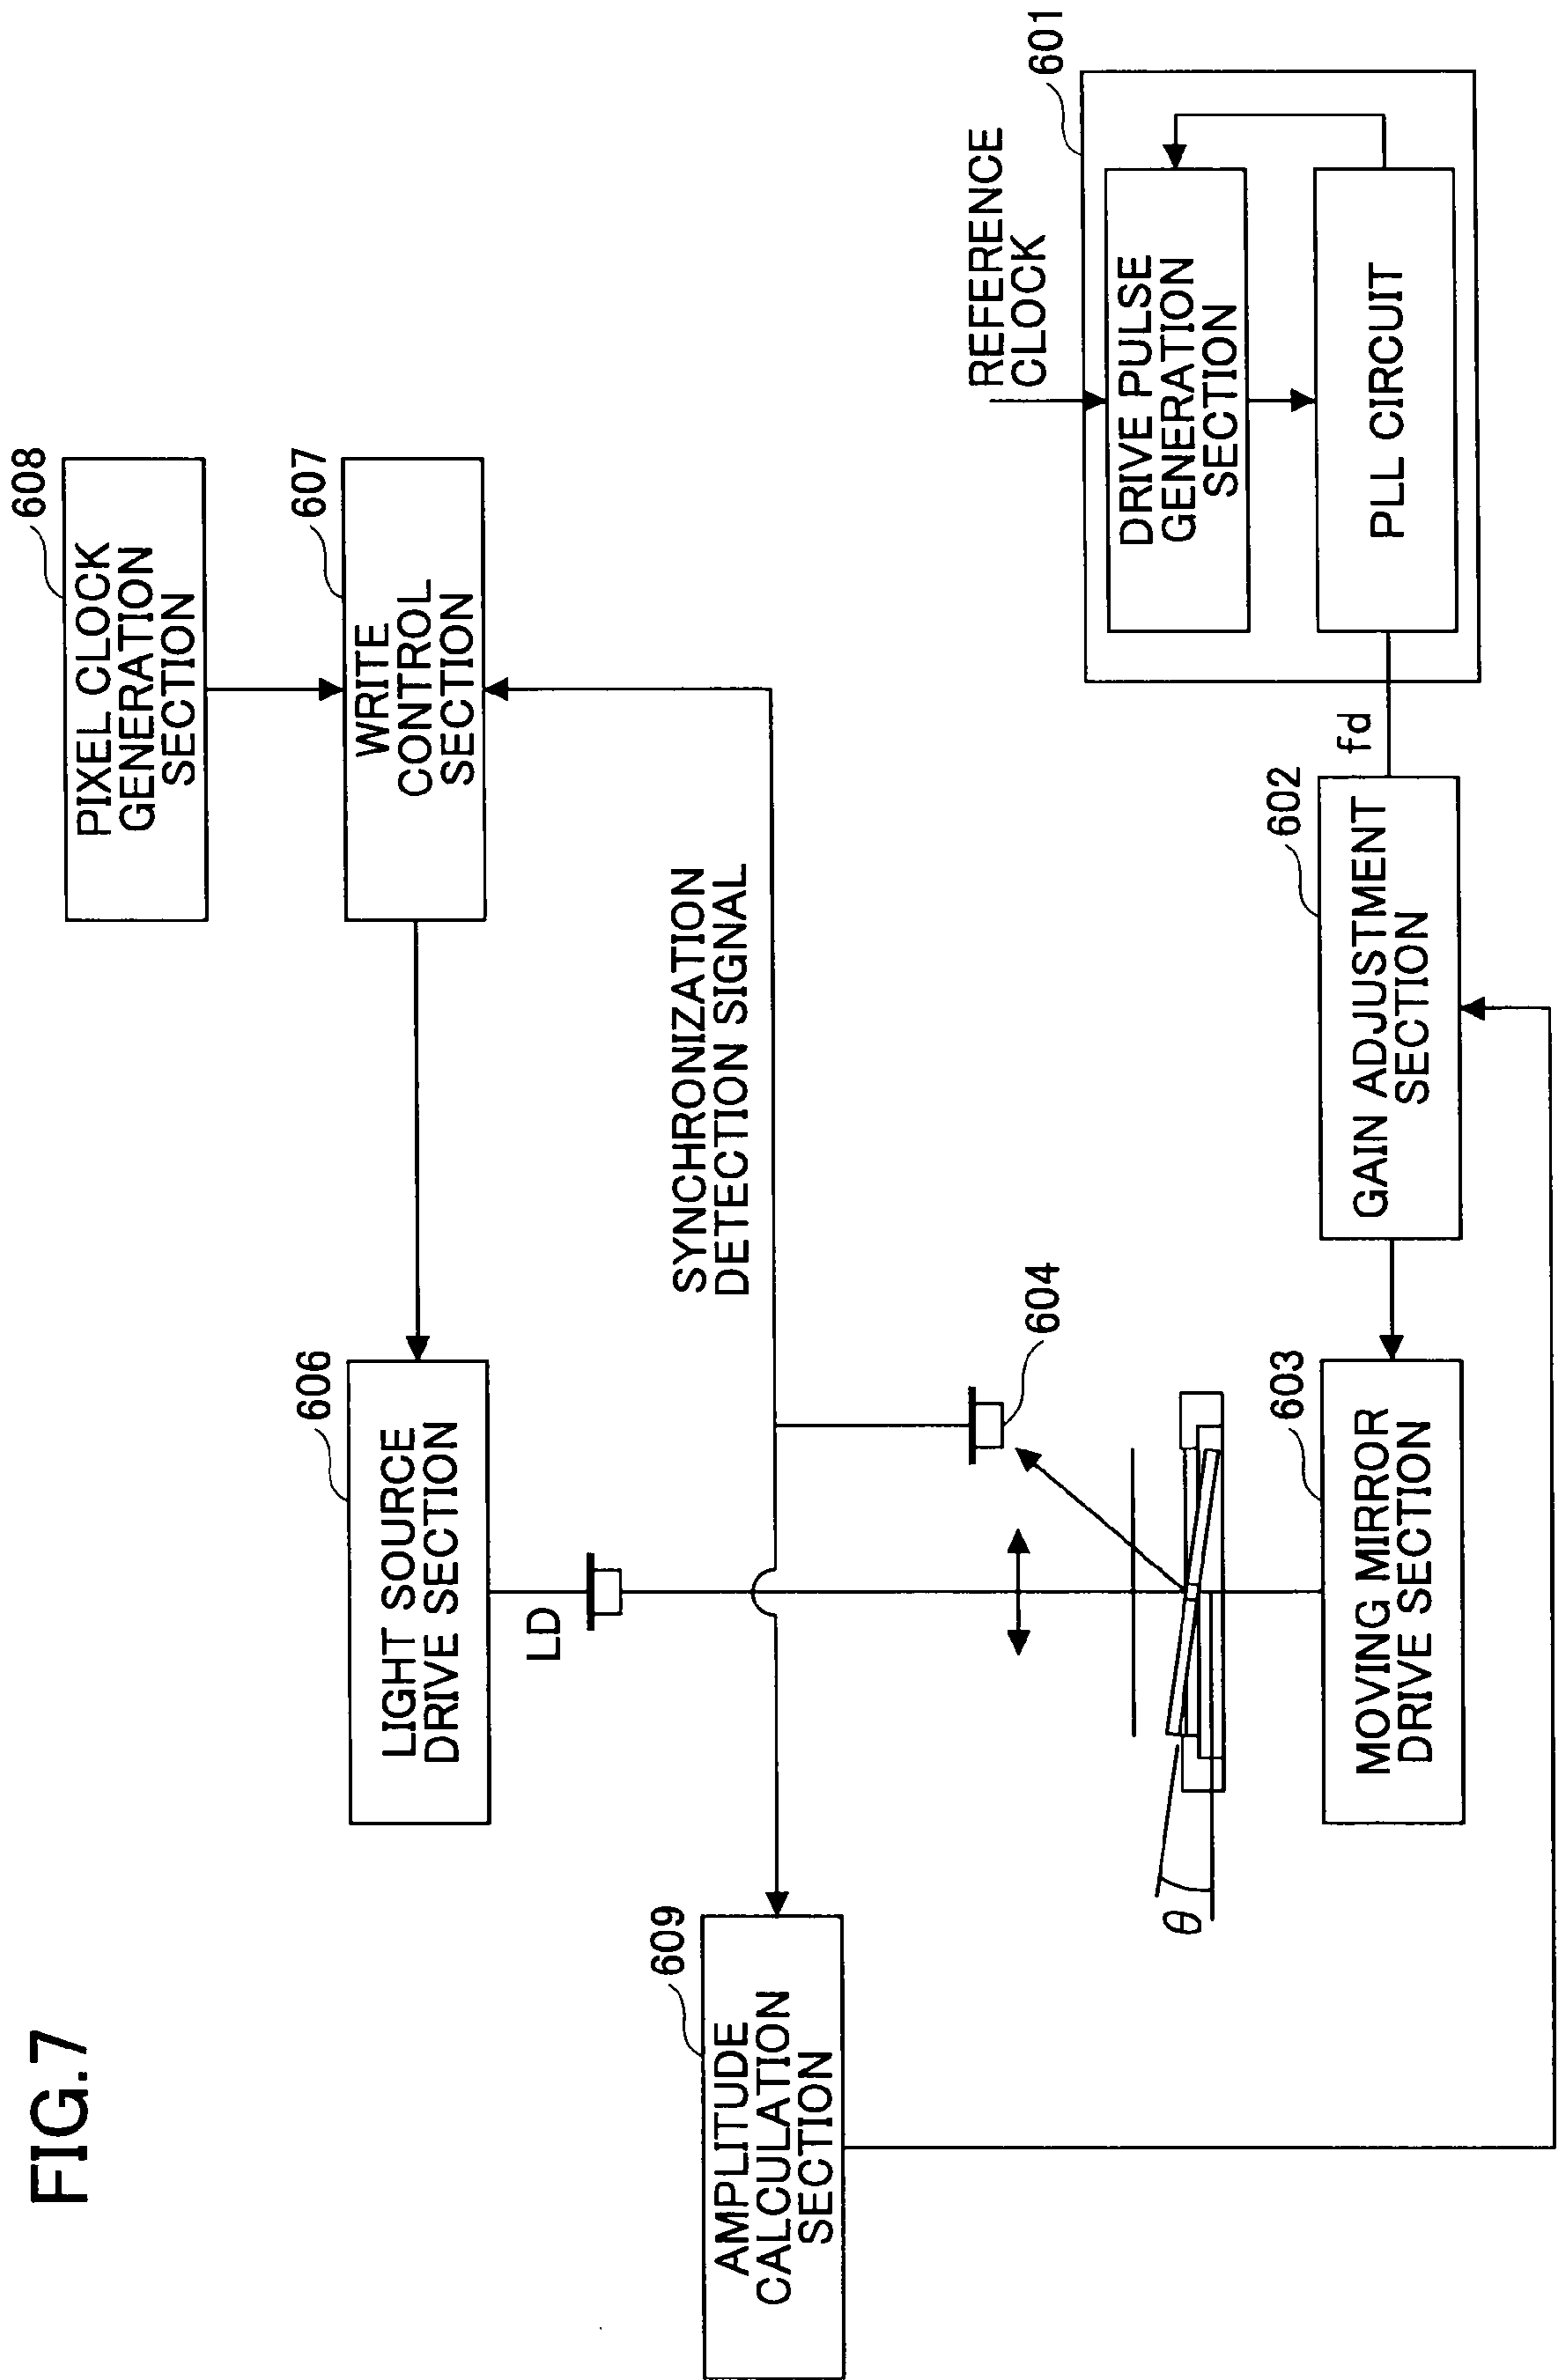 FIG.7
608
PIXEL CLOCK
GENERATION
SECTION
607
WRITE
CONTROL
SECTION
606
LIGHT SOURCE
DRIVE SECTION
LD
SYNCHRONIZATION
DETECTION SIGNAL
609
AMPLITUDE
CALCULATION
SECTION
604
θ
603
MOVING MIRROR
DRIVE SECTION
602
GAIN ADJUSTMENT
SECTION
fd
REFERENCE
CLOCK
601
DRIVE PULSE
GENERATION
SECTION
PLL CIRCUIT